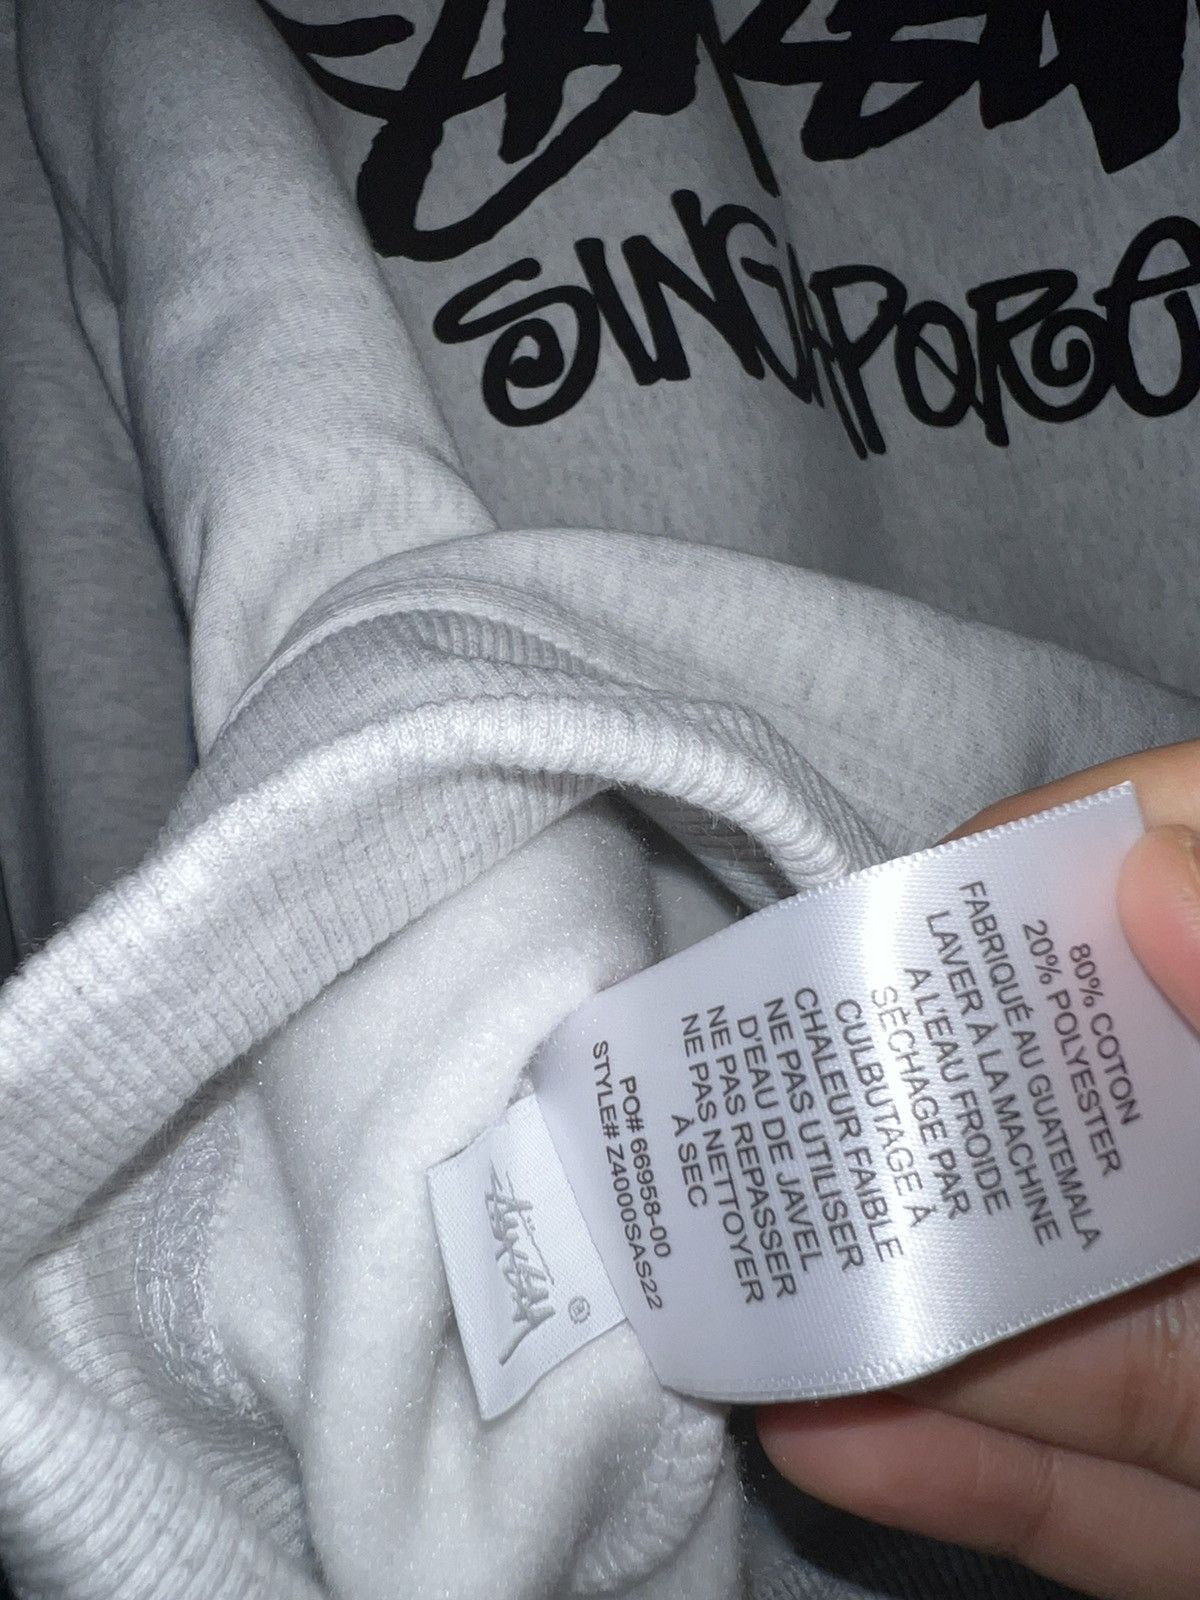 SINGAPORE
80% COTON
20% POLYESTER
FABRIQUÉ AU GUATEMALA
LAVER À LA MACHINE
À L'EAU FROIDE
SÉCHAGE PAR
CULBUTAGE À
CHALEUR FAIBLE
NE PAS UTILISER
D'EAU DE JAVEL
NE PAS REPASSER
NE PAS NETTOYER
À SEC
PO# 66958-00
STYLE# Z4000SAS22
Stüssy
®